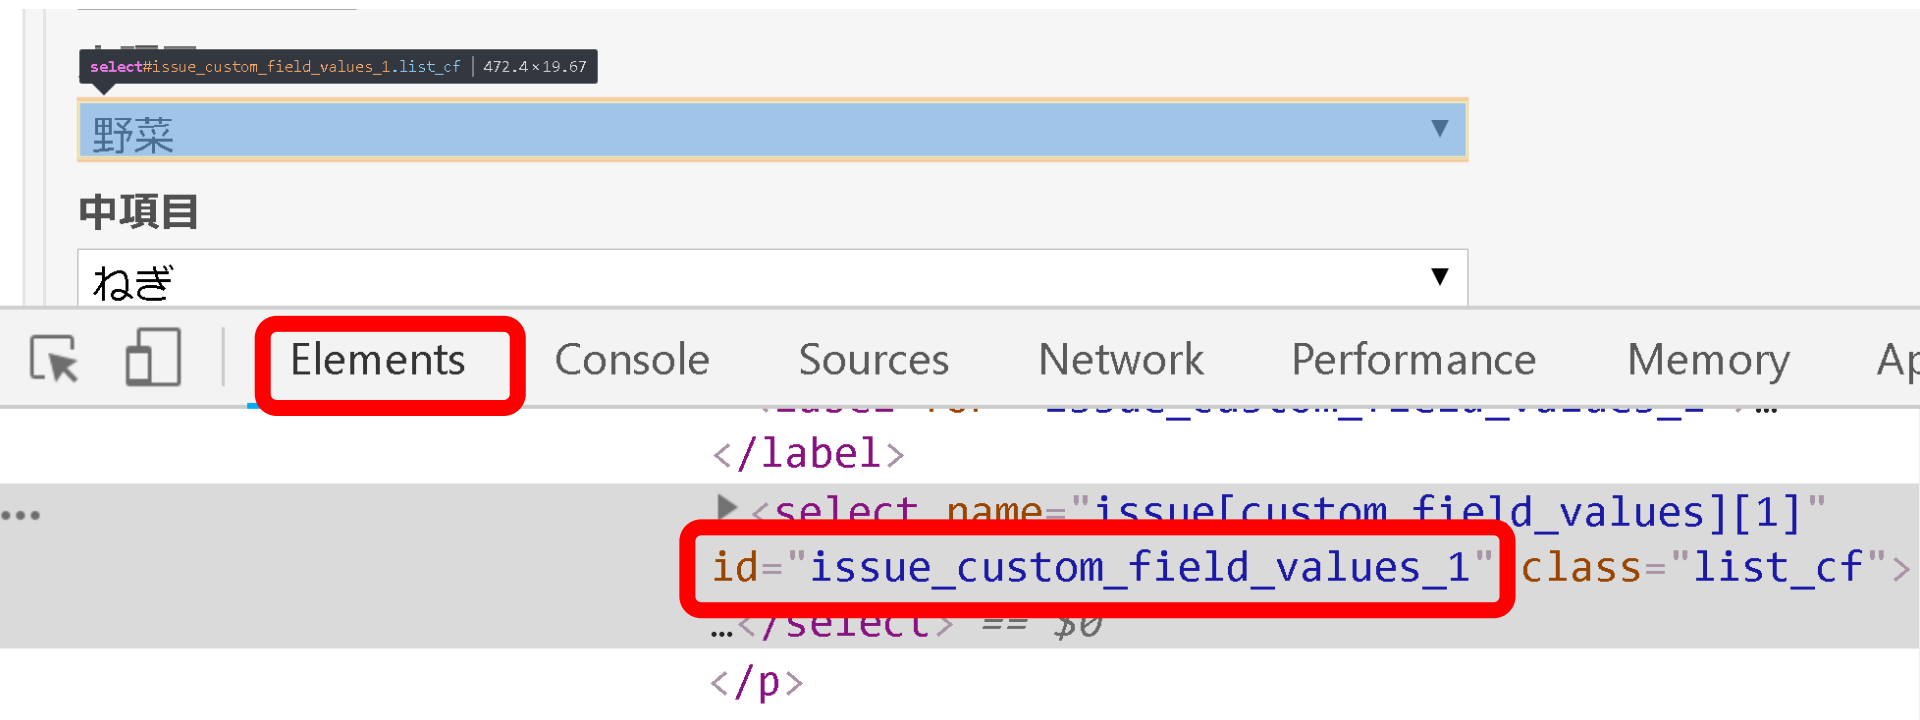 select#issue_custom_field_values_1.list_cf | 472.4×19.67
野菜 ▼
中項目
ねぎ ▼
Elements Console Sources Network Performance Memory
</label>
▶<select name="issue[custom_field_values][1]"
id="issue_custom_field_values_1" class="list_cf">
…</select> == $0
</p>